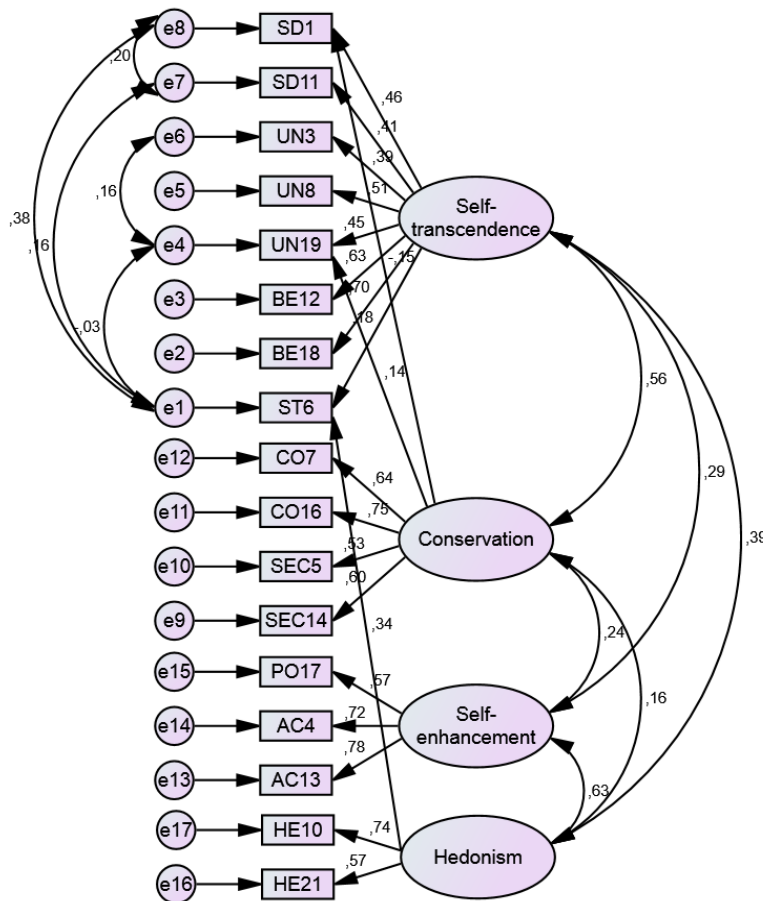 e8
SD1
,20
e7
SD11
,46
,41
e6
UN3
,39
e5
UN8
,51
Self-
transcendence
,16
,38
,16
e4
UN19
,45
,63
-,15
e3
BE12
,70
,18
-,03
e2
BE18
,14
,56
e1
ST6
e12
CO7
,64
,29
e11
CO16
,75
Conservation
,39
,53
e10
SEC5
,60
e9
SEC14
,34
,24
e15
PO17
,57
,16
Self-
enhancement
e14
AC4
,72
,78
e13
AC13
,63
e17
HE10
,74
Hedonism
,57
e16
HE21